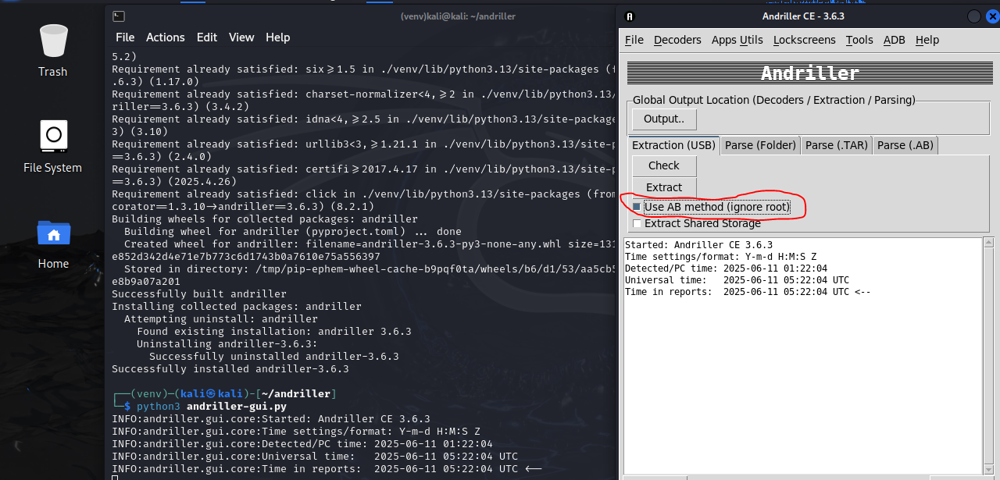 Trash
File System
Home
(venv)kali@kali: ~/andriller
File Actions Edit View Help
5.2)
Requirement already satisfied: six≥1.5 in ./venv/lib/python3.13/site-packages (
.6.3) (1.17.0)
Requirement already satisfied: charset-normalizer<4,≥2 in ./venv/lib/python3.13/
riller==3.6.3) (3.4.2)
Requirement already satisfied: idna<4,≥2.5 in ./venv/lib/python3.13/site-package
3) (3.10)
Requirement already satisfied: urllib3<3,≥1.21.1 in ./venv/lib/python3.13/site-p
==3.6.3) (2.4.0)
Requirement already satisfied: certifi≥2017.4.17 in ./venv/lib/python3.13/site-p
==3.6.3) (2025.4.26)
Requirement already satisfied: click in ./venv/lib/python3.13/site-packages (from
corator==1.3.10→andriller==3.6.3) (8.2.1)
Building wheels for collected packages: andriller
Building wheel for andriller (pyproject.toml) ... done
Created wheel for andriller: filename=andriller-3.6.3-py3-none-any.whl size=131
e852d342d4e71e7b773c6d1743b0a7610e75a556397
Stored in directory: /tmp/pip-ephem-wheel-cache-b9pqf0ta/wheels/b6/d1/53/aa5cb5
e8b9a07a201
Successfully built andriller
Installing collected packages: andriller
Attempting uninstall: andriller
Found existing installation: andriller 3.6.3
Uninstalling andriller-3.6.3:
Successfully uninstalled andriller-3.6.3
Successfully installed andriller-3.6.3
┌──(venv)─(kali㉿kali)-[~/andriller]
└─$ python3 andriller-gui.py
INFO:andriller.gui.core:Started: Andriller CE 3.6.3
INFO:andriller.gui.core:Time settings/format: Y-m-d H:M:S Z
INFO:andriller.gui.core:Detected/PC time: 2025-06-11 01:22:04
INFO:andriller.gui.core:Universal time:   2025-06-11 05:22:04 UTC
INFO:andriller.gui.core:Time in reports:  2025-06-11 05:22:04 UTC <--
Andriller CE - 3.6.3
File Decoders Apps Utils Lockscreens Tools ADB Help
Andriller
Global Output Location (Decoders / Extraction / Parsing)
Output..
Extraction (USB) Parse (Folder) Parse (.TAR) Parse (.AB)
Check
Extract
Use AB method (ignore root)
Extract Shared Storage
Started: Andriller CE 3.6.3
Time settings/format: Y-m-d H:M:S Z
Detected/PC time: 2025-06-11 01:22:04
Universal time:   2025-06-11 05:22:04 UTC
Time in reports:  2025-06-11 05:22:04 UTC <--